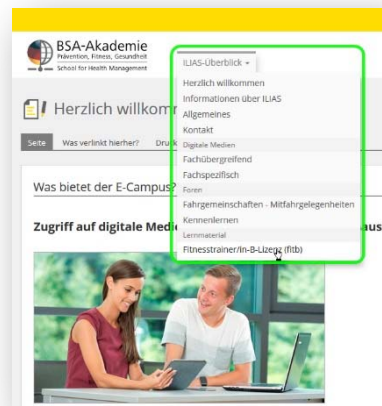 BSA-Akademie
Prävention, Fitness, Gesundheit
School for Health Management
ILIAS-Überblick
Herzlich willkommen
Informationen über ILIAS
Allgemeines
Kontakt
Digitale Medien
Fachübergreifend
Fachspezifisch
Foren
Fahrgemeinschaften - Mitfahrgelegenheiten
Kennenlernen
Lernmaterial
Fitnesstrainer/in-B-Lizenz (fitb)
Herzlich willkom
Seite Was verlinkt hierher? Druck
Was bietet der E-Campus?
Zugriff auf digitale Medie aus